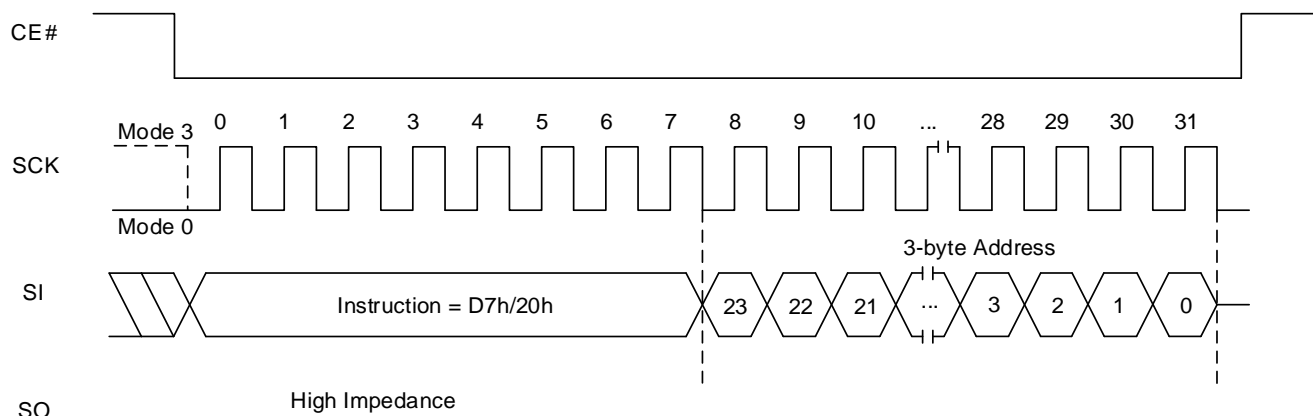 CE#
0 1 2 3 4 5 6 7 8 9 10 ... 28 29 30 31
Mode 3
SCK
Mode 0
3-byte Address
SI
Instruction = D7h/20h 23 22 21 ... 3 2 1 0
High Impedance
SO